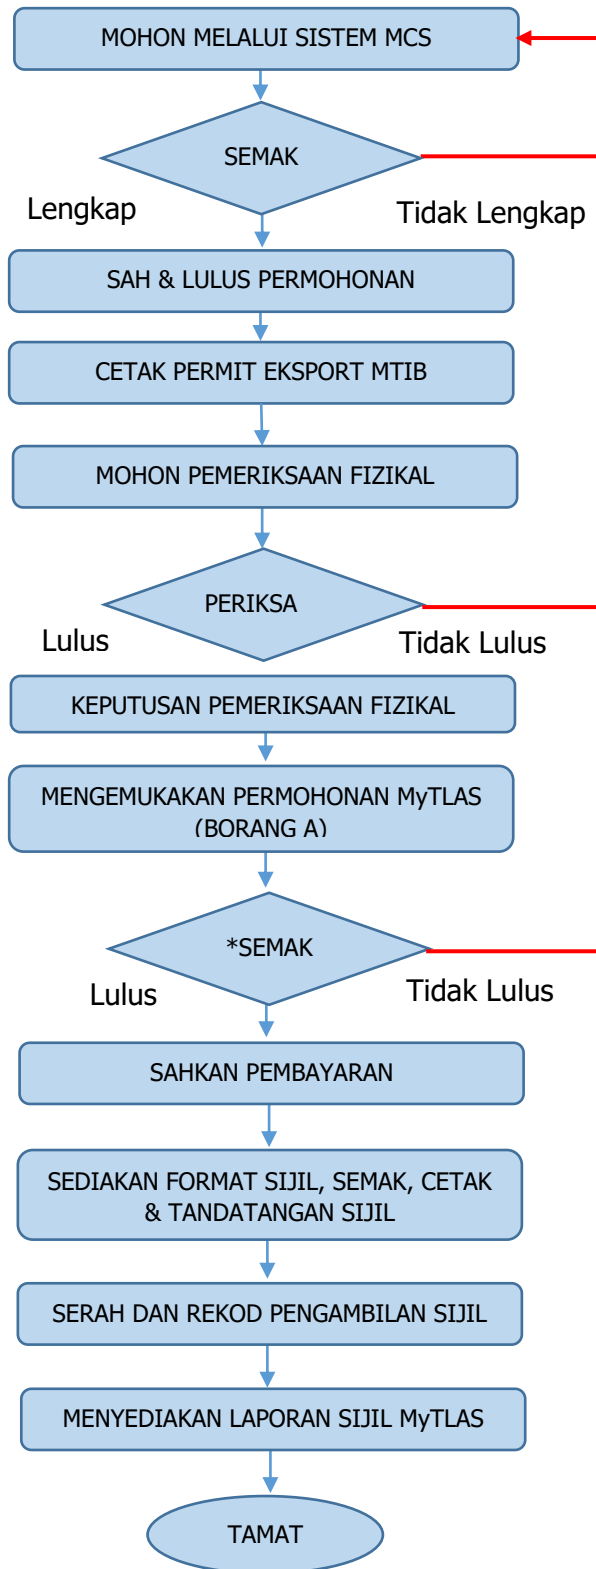 MOHON MELALUI SISTEM MCS
SEMAK
Lengkap
Tidak Lengkap
SAH & LULUS PERMOHONAN
CETAK PERMIT EKSPORT MTIB
MOHON PEMERIKSAAN FIZIKAL
PERIKSA
Lulus
Tidak Lulus
KEPUTUSAN PEMERIKSAAN FIZIKAL
MENGEMUKAKAN PERMOHONAN MyTLAS
(BORANG A)
*SEMAK
Lulus
Tidak Lulus
SAHKAN PEMBAYARAN
SEDIAKAN FORMAT SIJIL, SEMAK, CETAK
& TANDATANGAN SIJIL
SERAH DAN REKOD PENGAMBILAN SIJIL
MENYEDIAKAN LAPORAN SIJIL MyTLAS
TAMAT